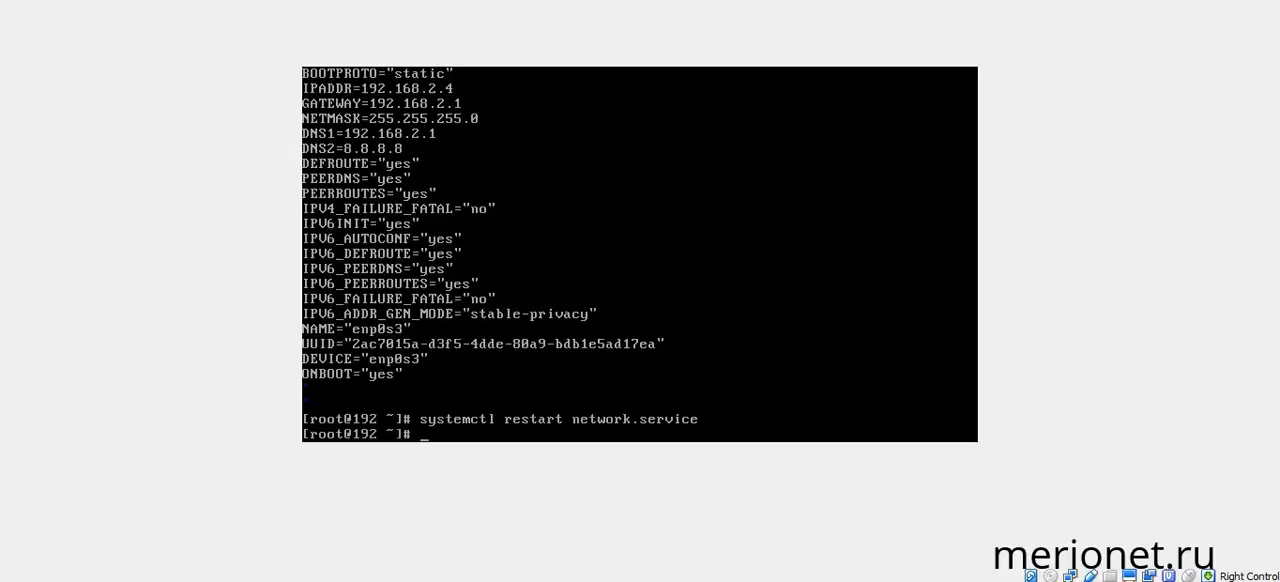 BOOTPROTO="static"
IPADDR=192.168.2.4
GATEWAY=192.168.2.1
NETMASK=255.255.255.0
DNS1=192.168.2.1
DNS2=8.8.8.8
DEFROUTE="yes"
PEERDNS="yes"
PEERROUTES="yes"
IPV4_FAILURE_FATAL="no"
IPV6INIT="yes"
IPV6_AUTOCONF="yes"
IPV6_DEFROUTE="yes"
IPV6_PEERDNS="yes"
IPV6_PEERROUTES="yes"
IPV6_FAILURE_FATAL="no"
IPV6_ADDR_GEN_MODE="stable-privacy"
NAME="enp0s3"
UUID="2ac7015a-d3f5-4dde-80a9-bdb1e5ad17ea"
DEVICE="enp0s3"
ONBOOT="yes"
~
~
[root@192 ~]# systemctl restart network.service
[root@192 ~]# _
merionet.ru
Right Control